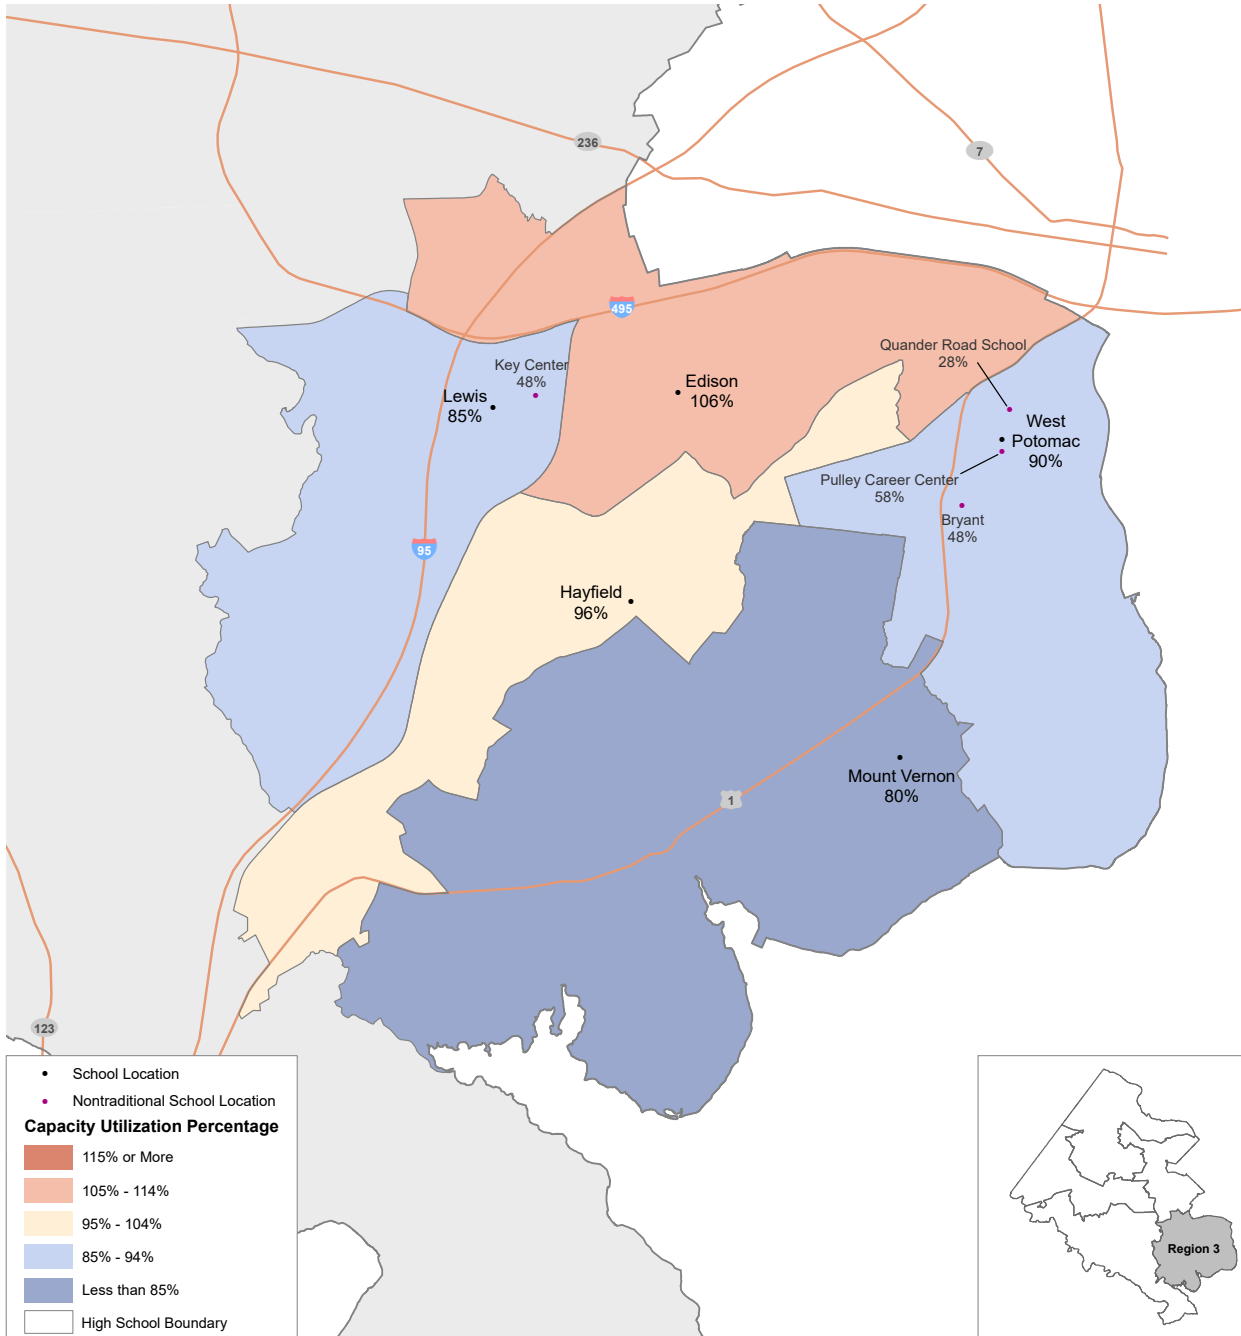 236
7
495
Quander Road School
28%
Key Center
48%
Lewis
85%
Edison
106%
West
Potomac
90%
Pulley Career Center
58%
Bryant
48%
95
Hayfield
96%
Mount Vernon
80%
1
123
School Location
Nontraditional School Location
Capacity Utilization Percentage
115% or More
105% - 114%
95% - 104%
85% - 94%
Less than 85%
High School Boundary
Region 3